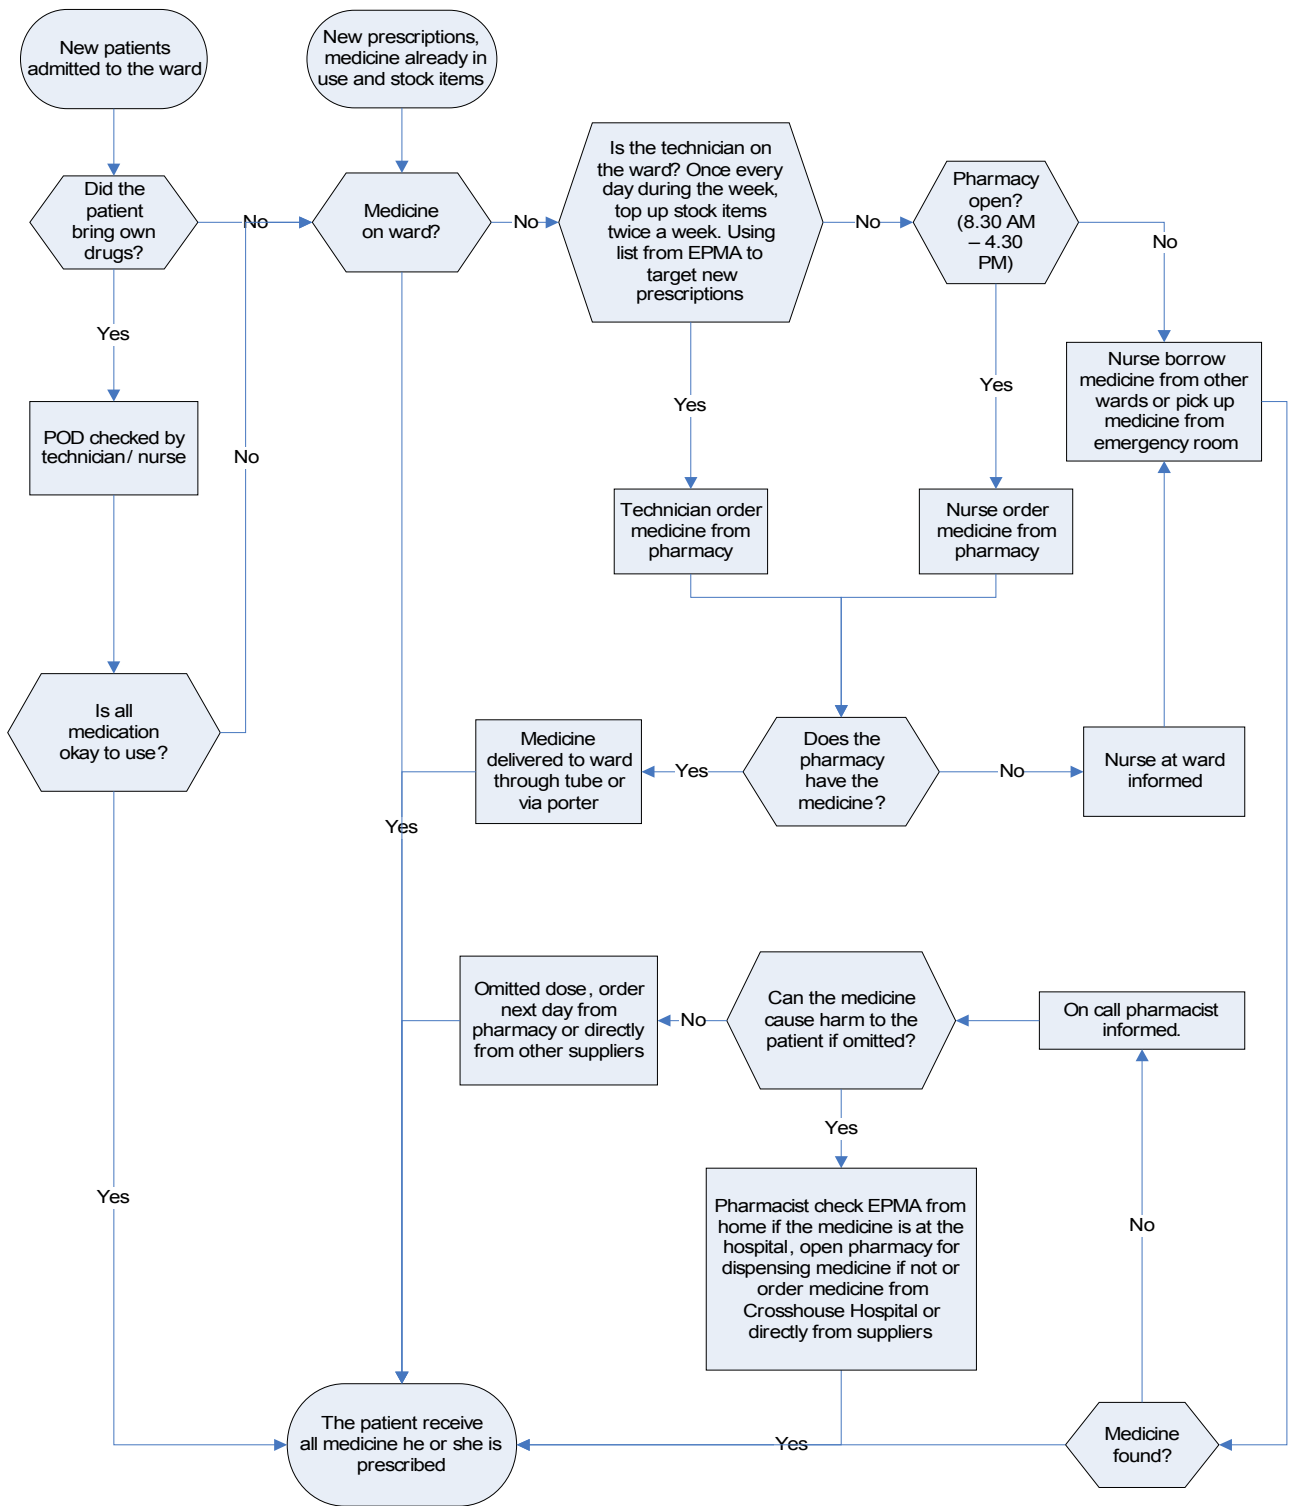 New patients
admitted to the ward
New prescriptions,
medicine already in
use and stock items
Did the
patient
bring own
drugs?
No
Medicine
on ward?
No
Is the technician on
the ward? Once every
day during the week,
top up stock items
twice a week. Using
list from EPMA to
target new
prescriptions
No
Pharmacy
open?
(8.30 AM
– 4.30
PM)
No
Yes
Yes
Yes
Nurse borrow
medicine from other
wards or pick up
medicine from
emergency room
POD checked by
technician/ nurse
No
Technician order
medicine from
pharmacy
Nurse order
medicine from
pharmacy
Is all
medication
okay to use?
Medicine
delivered to ward
through tube or
via porter
Yes
Does the
pharmacy
have the
medicine?
No
Nurse at ward
informed
Yes
Omitted dose, order
next day from
pharmacy or directly
from other suppliers
No
Can the medicine
cause harm to the
patient if omitted?
On call pharmacist
informed.
Yes
Yes
Pharmacist check EPMA from
home if the medicine is at the
hospital, open pharmacy for
dispensing medicine if not or
order medicine from
Crosshouse Hospital or
directly from suppliers
No
The patient receive
all medicine he or she is
prescribed
Yes
Medicine
found?